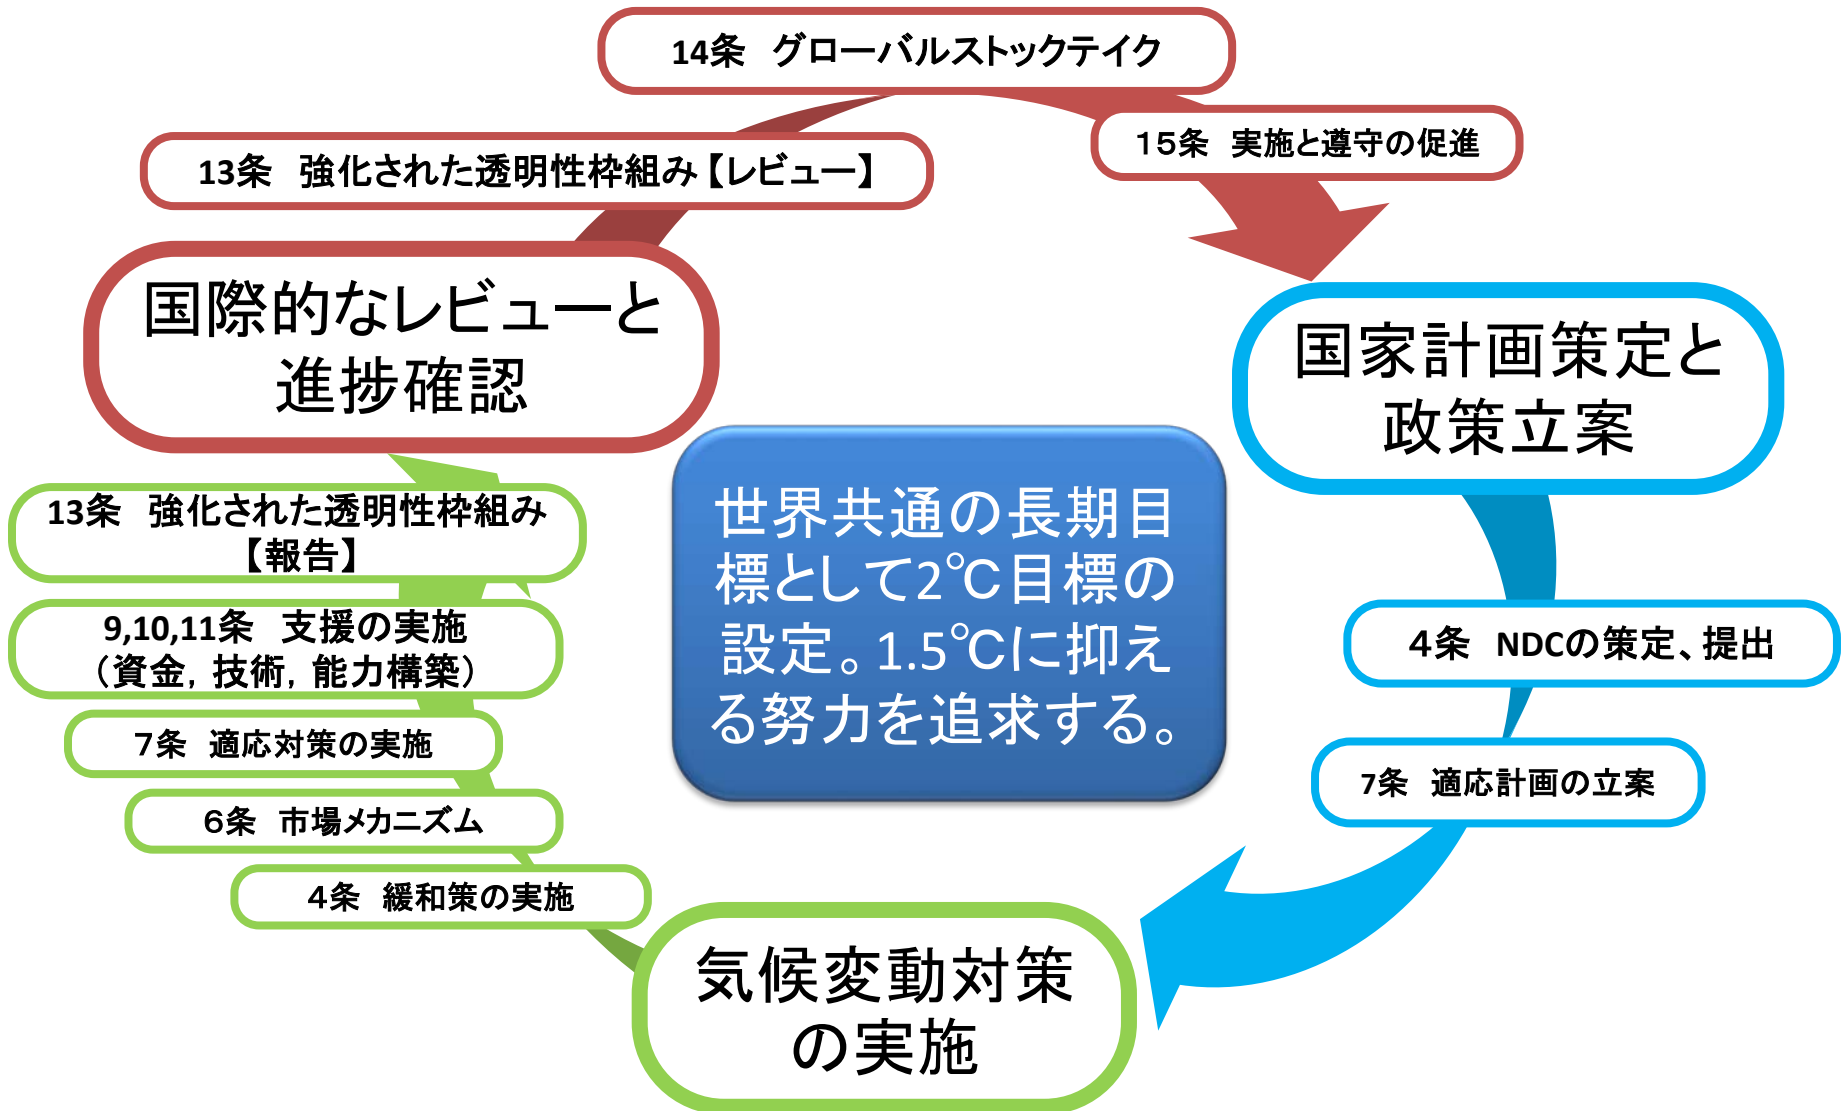 14条　グローバルストックテイク
１５条　実施と遵守の促進
13条　強化された透明性枠組み【レビュー】
国際的なレビューと
進捗確認
国家計画策定と
政策立案
世界共通の長期目
標として2℃目標の
設定。1.5℃に抑え
る努力を追求する。
13条　強化された透明性枠組み
【報告】
9,10,11条　支援の実施
（資金，技術，能力構築）
７条　適応対策の実施
６条　市場メカニズム
４条　緩和策の実施
４条　NDCの策定、提出
7条　適応計画の立案
気候変動対策
の実施